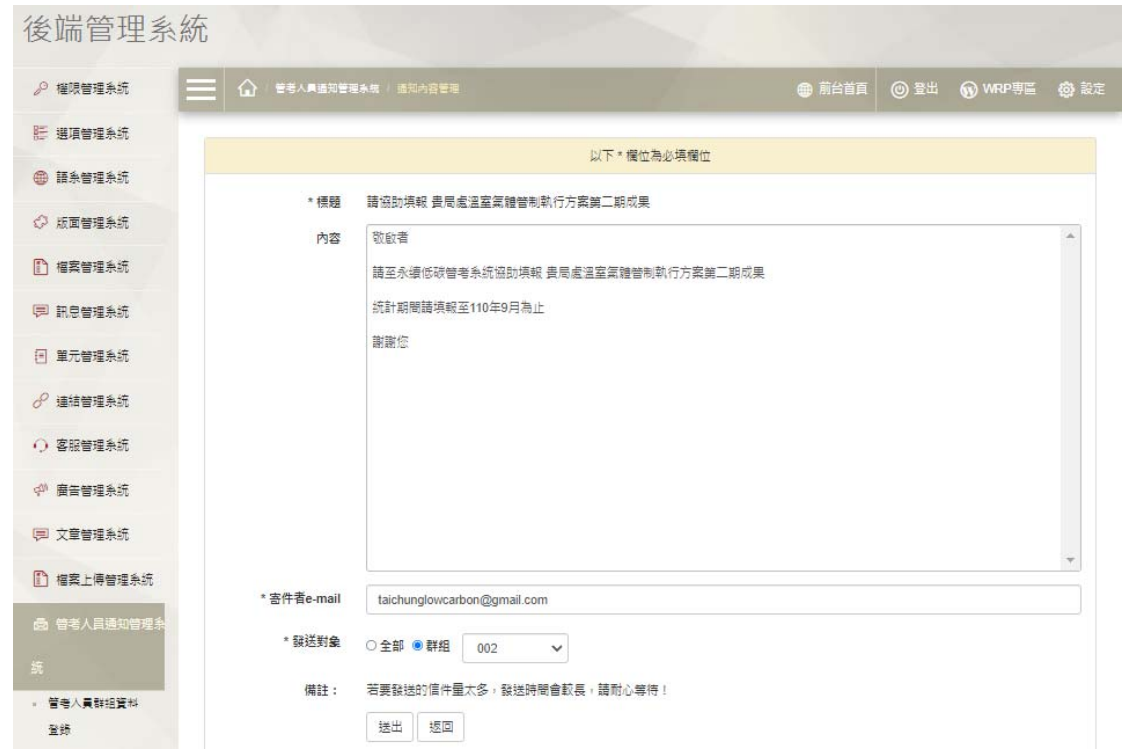 後端管理系統
權限管理系統
選項管理系統
語系管理系統
版面管理系統
檔案管理系統
訊息管理系統
單元管理系統
連結管理系統
客服管理系統
廣告管理系統
文章管理系統
檔案上傳管理系統
管考人員通知管理系
統
管考人員群組資料
登錄
/ 管考人員通知管理系統 / 通知內容管理
前台首頁
登出
WRP專區
設定
以下 * 欄位為必填欄位
* 標題 請協助填報 貴局處溫室氣體管制執行方案第二期成果
內容 敬啟者
請至永續低碳管考系統協助填報 貴局處溫室氣體管制執行方案第二期成果
統計期間請填報至110年9月為止
謝謝您
* 寄件者e-mail taichunglowcarbon@gmail.com
* 發送對象 全部 群組 002
備註： 若要發送的信件量太多，發送時間會較長，請耐心等待！
送出 返回